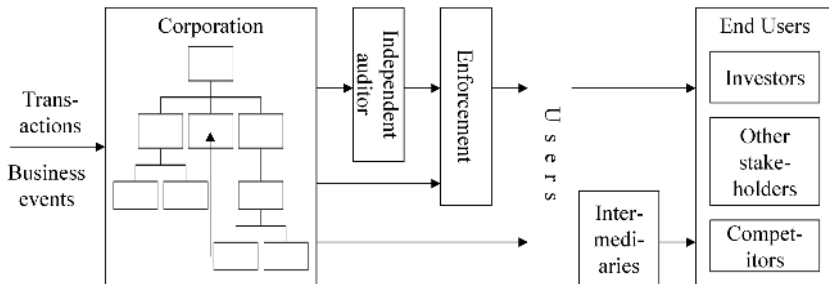 Corporation
Trans-
actions
Business
events
Independent
auditor
Enforcement
Users
Inter-
medi-
aries
End Users
Investors
Other
stake-
holders
Compet-
itors